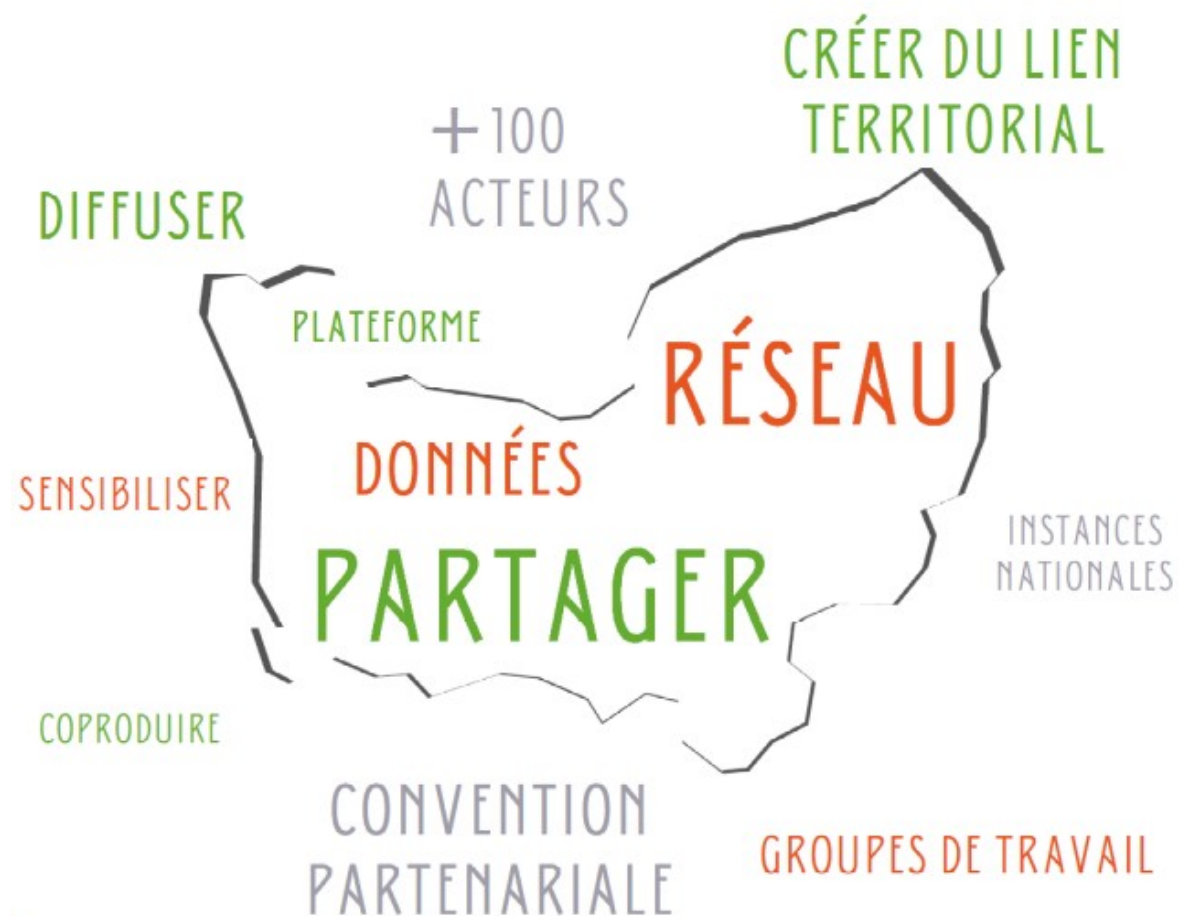 CRÉER DU LIEN
TERRITORIAL
+100
ACTEURS
DIFFUSER
PLATEFORME
RÉSEAU
DONNÉES
SENSIBILISER
INSTANCES
NATIONALES
PARTAGER
COPRODUIRE
CONVENTION
PARTENARIALE
GROUPES DE TRAVAIL